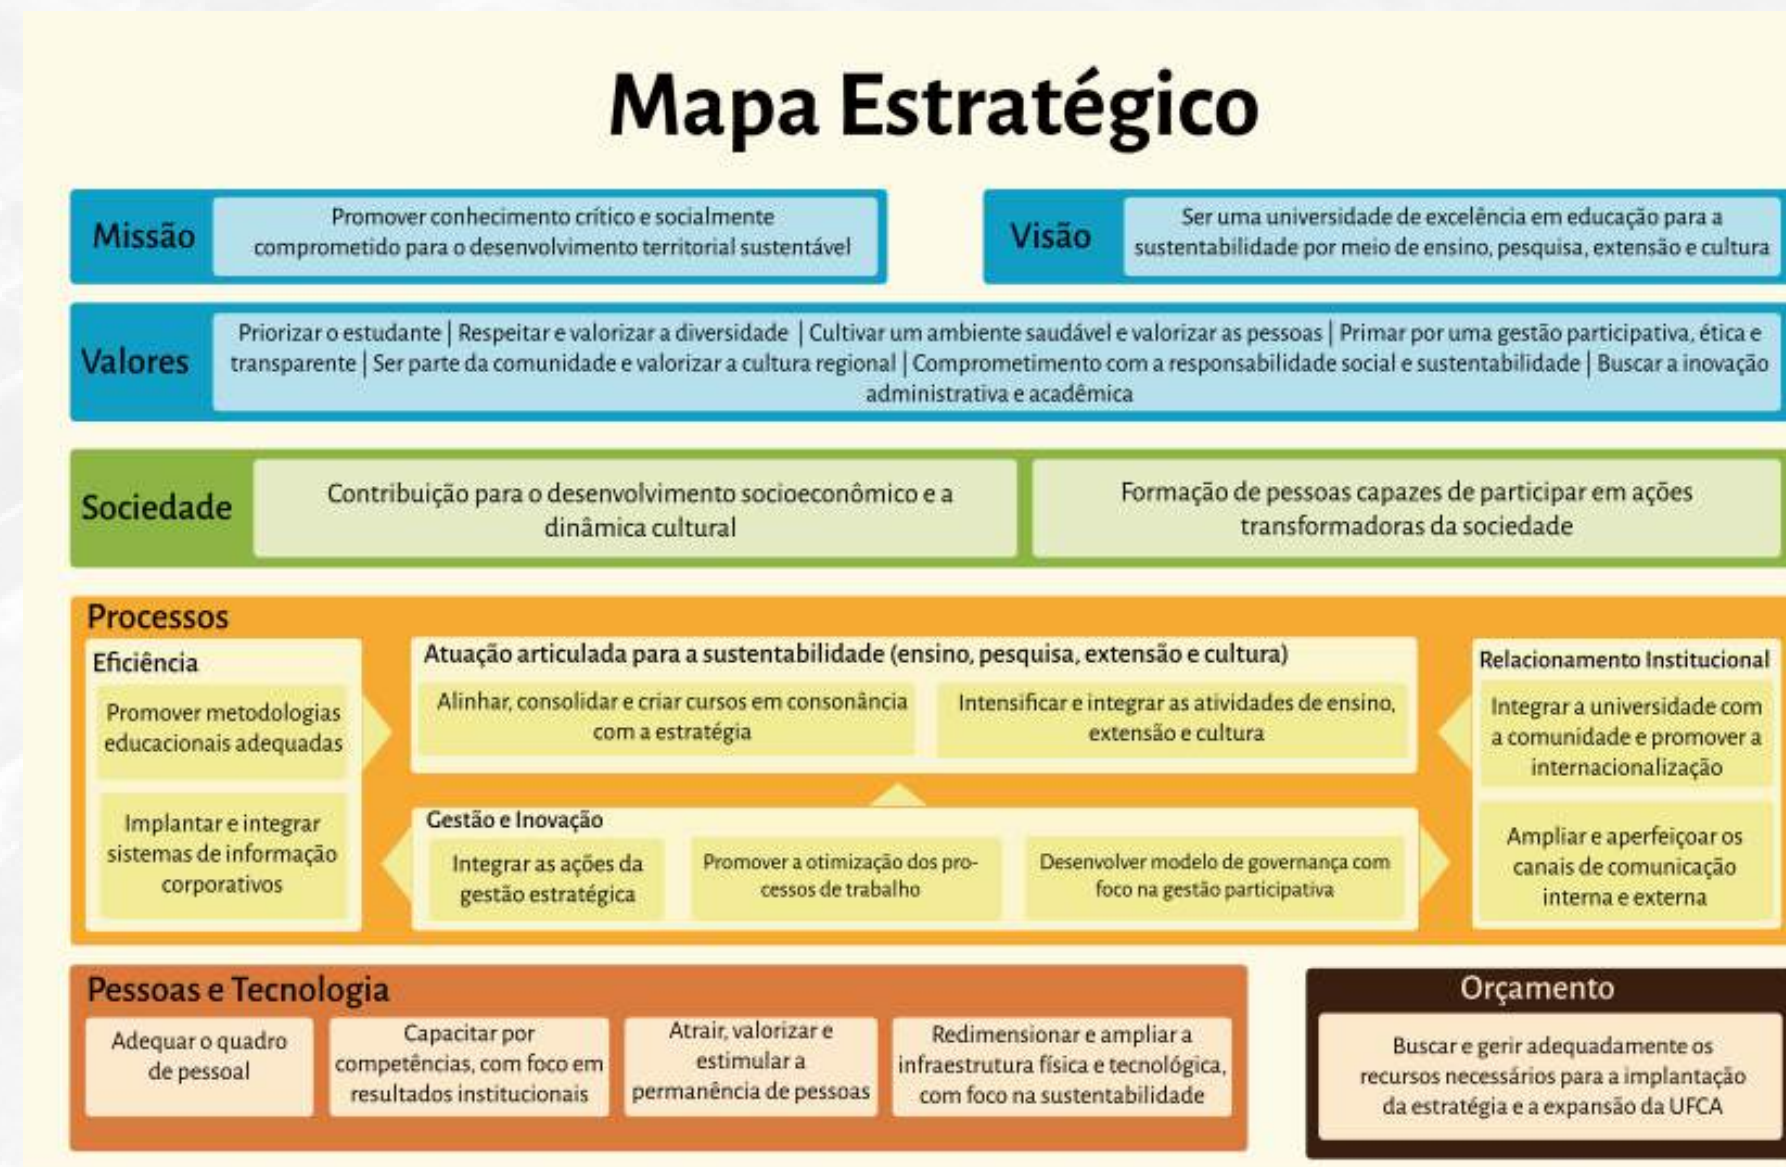 Mapa Estratégico
Missão
Promover conhecimento crítico e socialmente
comprometido para o desenvolvimento territorial sustentável
Visão
Ser uma universidade de excelência em educação para a
sustentabilidade por meio de ensino, pesquisa, extensão e cultura
Valores
Priorizar o estudante | Respeitar e valorizar a diversidade | Cultivar um ambiente saudável e valorizar as pessoas | Primar por uma gestão participativa, ética e
transparente | Ser parte da comunidade e valorizar a cultura regional | Comprometimento com a responsabilidade social e sustentabilidade | Buscar a inovação
administrativa e acadêmica
Sociedade
Contribuição para o desenvolvimento socioeconômico e a
dinâmica cultural
Formação de pessoas capazes de participar em ações
transformadoras da sociedade
Processos
Eficiência
Promover metodologias
educacionais adequadas
Implantar e integrar
sistemas de informação
corporativos
Atuação articulada para a sustentabilidade (ensino, pesquisa, extensão e cultura)
Alinhar, consolidar e criar cursos em consonância
com a estratégia
Intensificar e integrar as atividades de ensino,
extensão e cultura
Gestão e Inovação
Integrar as ações da
gestão estratégica
Promover a otimização dos pro-
cessos de trabalho
Desenvolver modelo de governança com
foco na gestão participativa
Relacionamento Institucional
Integrar a universidade com
a comunidade e promover a
internacionalização
Ampliar e aperfeiçoar os
canais de comunicação
interna e externa
Pessoas e Tecnologia
Adequar o quadro
de pessoal
Capacitar por
competências, com foco em
resultados institucionais
Atrair, valorizar e
estimular a
permanência de pessoas
Redimensionar e ampliar a
infraestrutura física e tecnológica,
com foco na sustentabilidade
Orçamento
Buscar e gerir adequadamente os
recursos necessários para a implantação
da estratégia e a expansão da UFCA